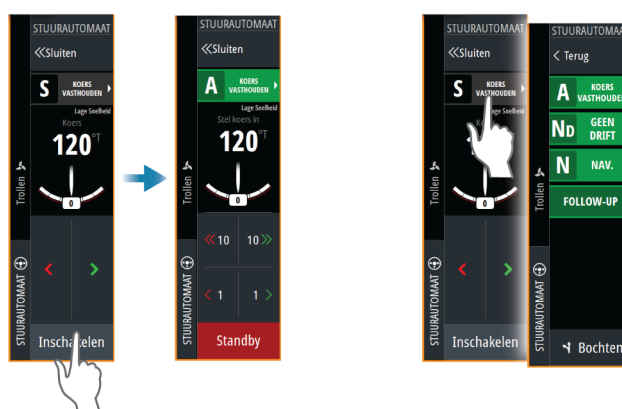 STUURAUTOMAAT
Sluiten
S KOERS
VASTHOUDEN
Lage Snelheid
Koers
120°T
0
Trollen
STUURAUTOMAAT
Inschakelen
STUURAUTOMAAT
Sluiten
A KOERS
VASTHOUDEN
Lage Snelheid
Stel koers in
120°T
0
10 10
1 1
Trollen
STUURAUTOMAAT
Standby
STUURAUTOMAAT
Sluiten
S KOERS
VASTHOUDEN
Lage Snelheid
0
Trollen
STUURAUTOMAAT
Inschakelen
STUURAUTOMAA
Terug
A KOERS
VASTHOUDEN
ND GEEN
DRIFT
N NAV.
FOLLOW-UP
Trollen
STUURAUTOMAAT
Bochten